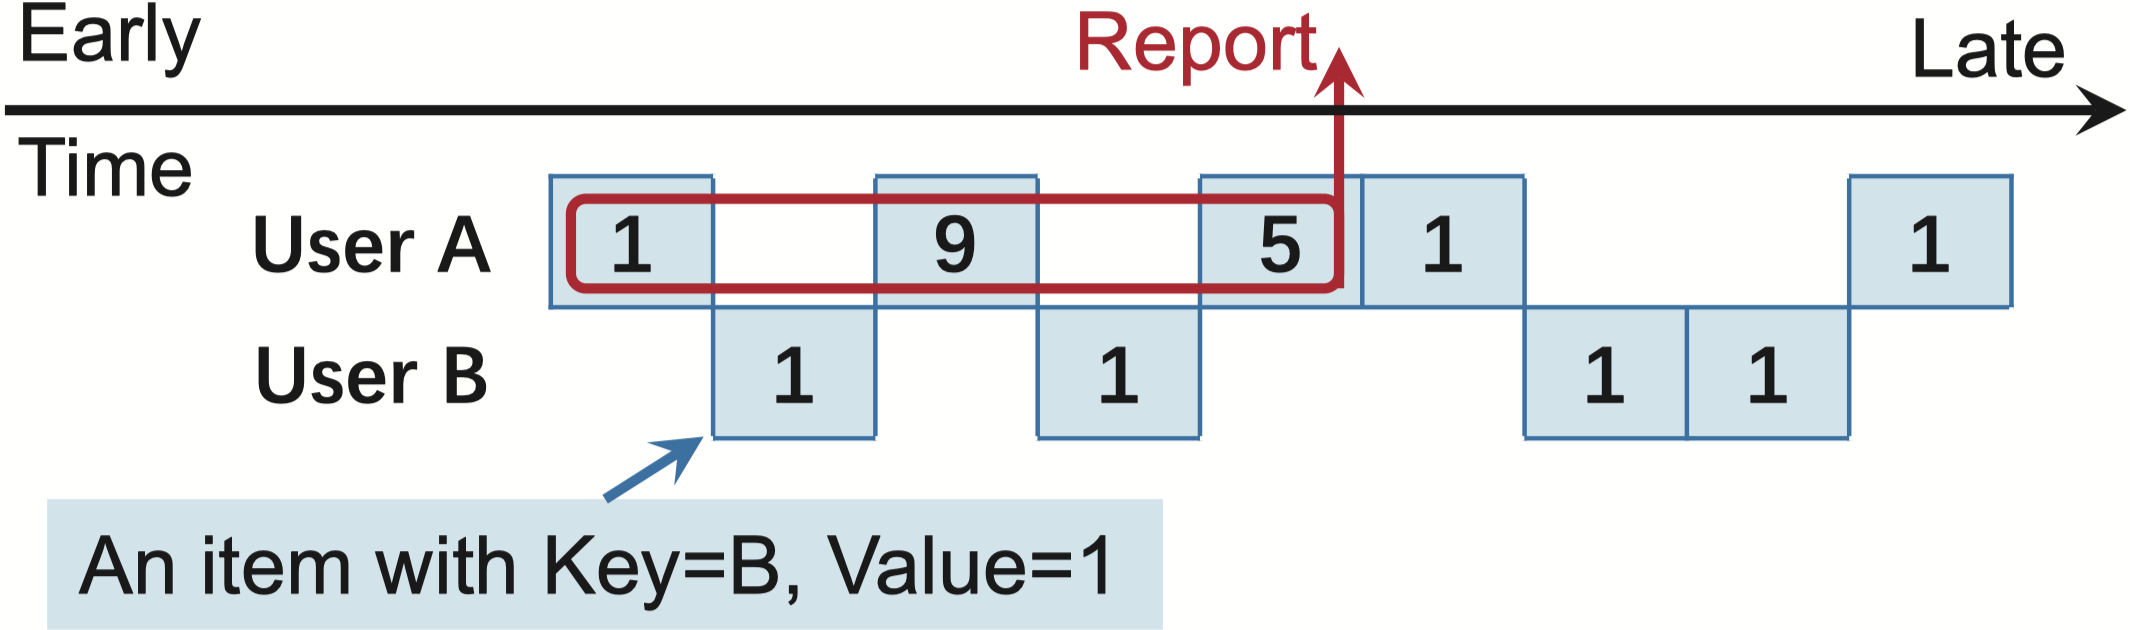 Early
Report
Late
Time
User A 1 9 5 1 1
User B 1 1 1 1
An item with Key=B, Value=1